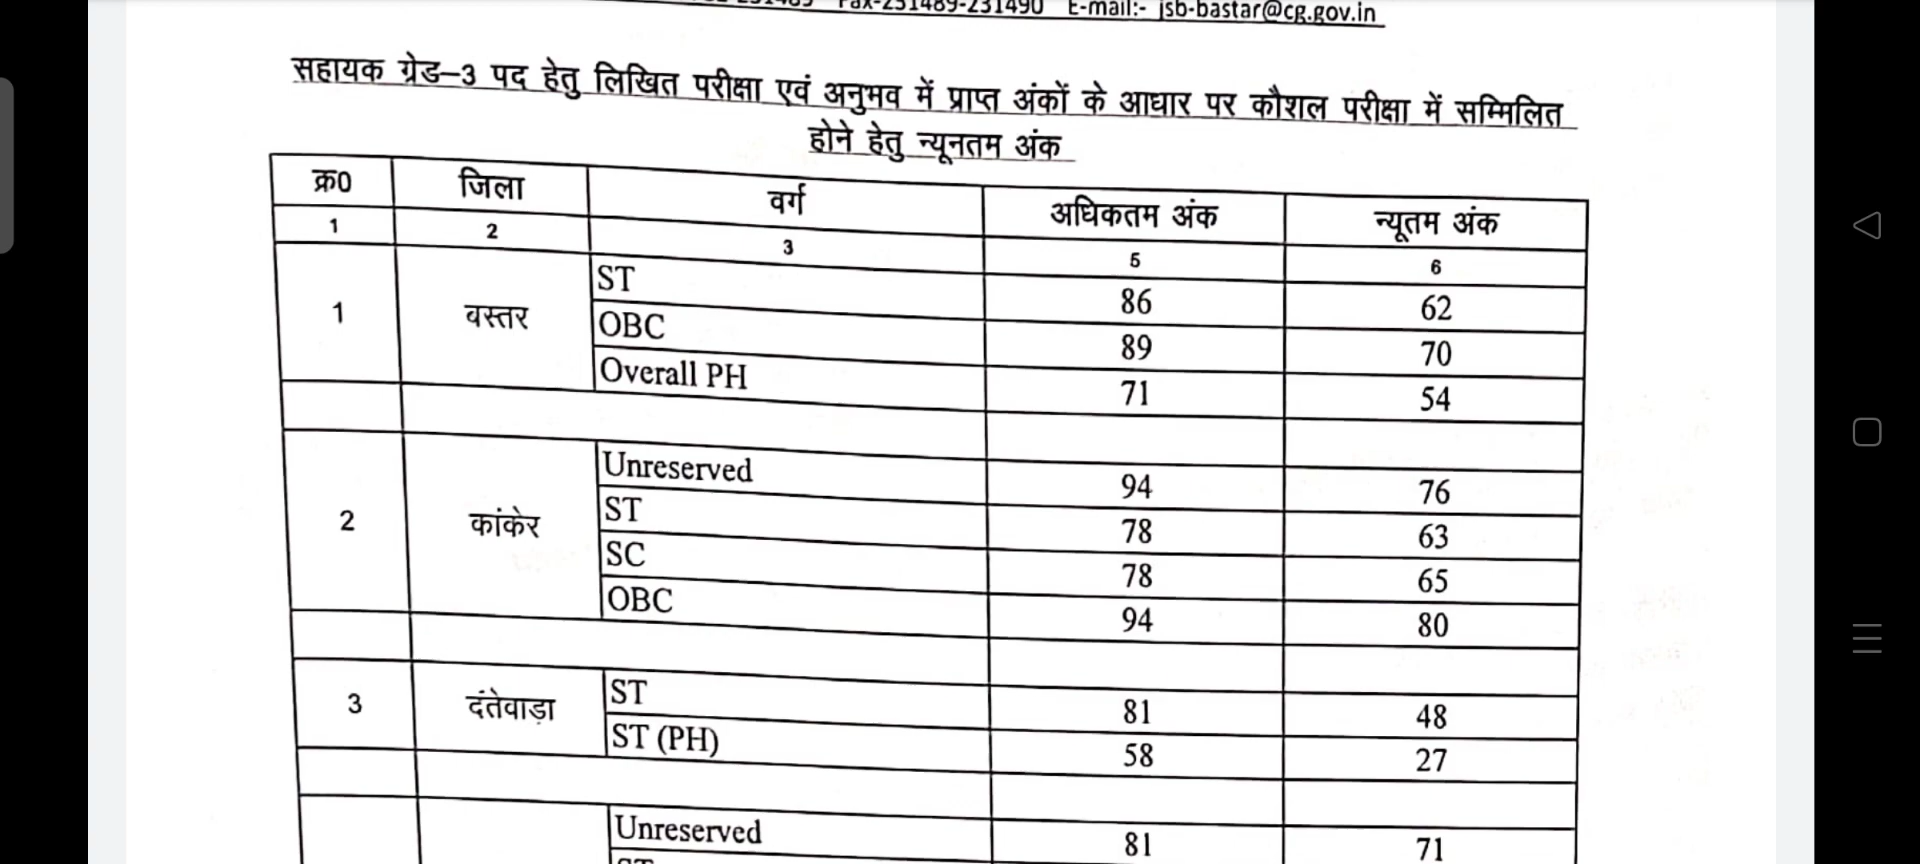 Fax-231489-231490 E-mail:- jsb-bastar@cg.gov.in
सहायक ग्रेड–3 पद हेतु लिखित परीक्षा एवं अनुभव में प्राप्त अंकों के आधार पर कौशल परीक्षा में सम्मिलित
होने हेतु न्यूनतम अंक
क्र0 जिला वर्ग अधिकतम अंक न्यूतम अंक
1 2 3 5 6
1 बस्तर ST 86 62
OBC 89 70
Overall PH 71 54
2 कांकेर Unreserved 94 76
ST 78 63
SC 78 65
OBC 94 80
3 दंतेवाड़ा ST 81 48
ST (PH) 58 27
Unreserved 81 71